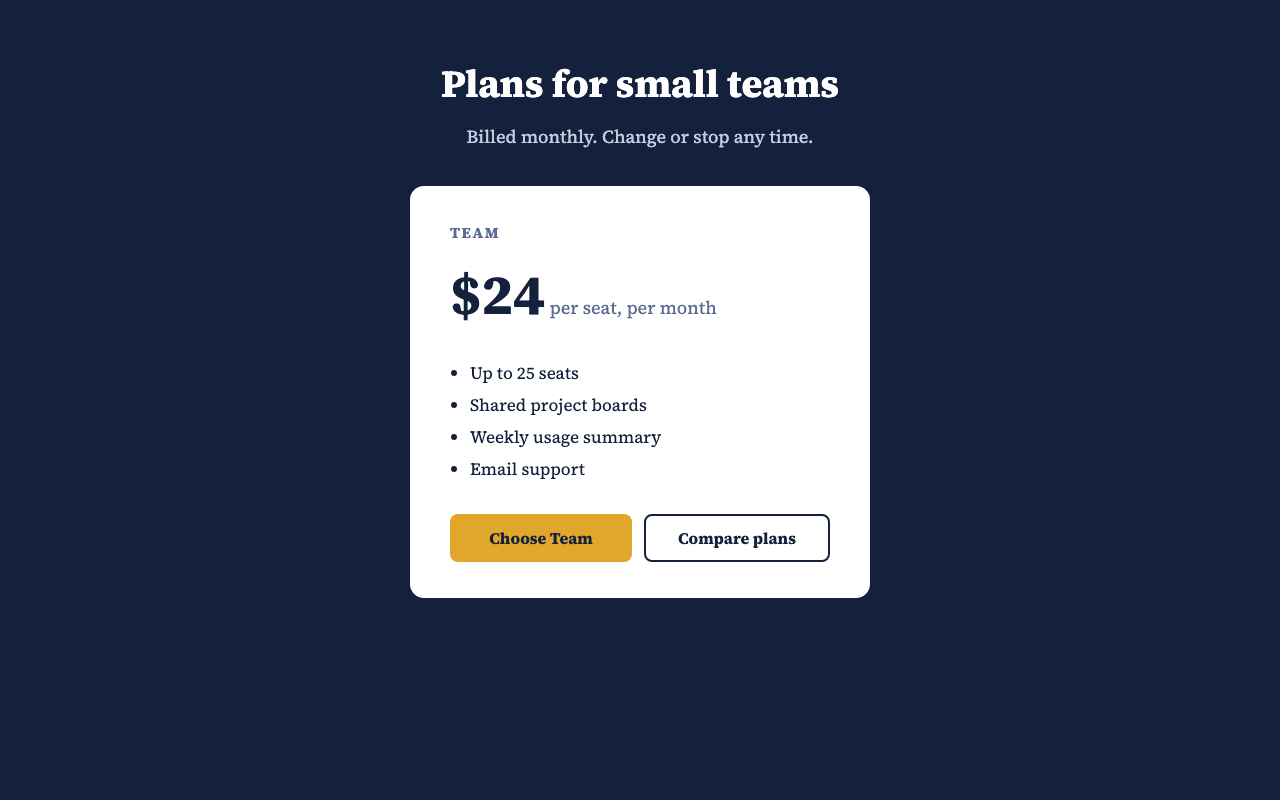 Plans for small teams
Billed monthly. Change or stop any time.
TEAM
$24 per seat, per month
Up to 25 seats
Shared project boards
Weekly usage summary
Email support
Choose Team
Compare plans